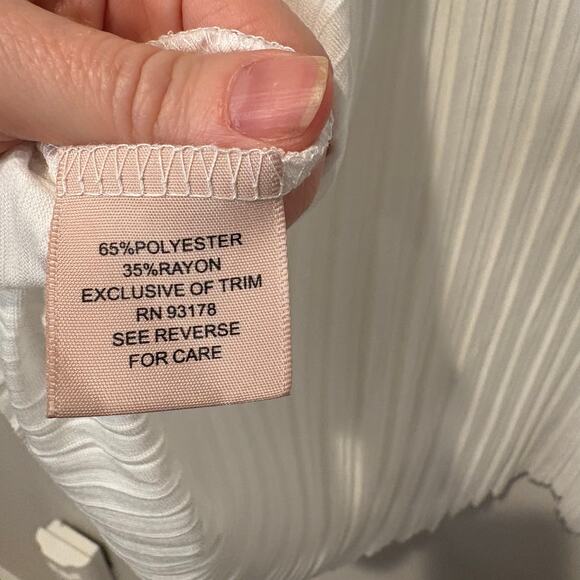 65%POLYESTER
35%RAYON
EXCLUSIVE OF TRIM
RN 93178
SEE REVERSE
FOR CARE